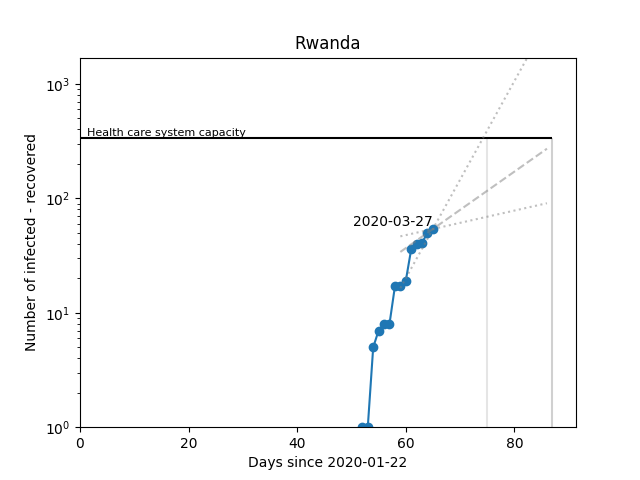 Rwanda
Number of infected - recovered
10³
10²
10¹
10⁰
Health care system capacity
2020-03-27
0 20 40 60 80
Days since 2020-01-22